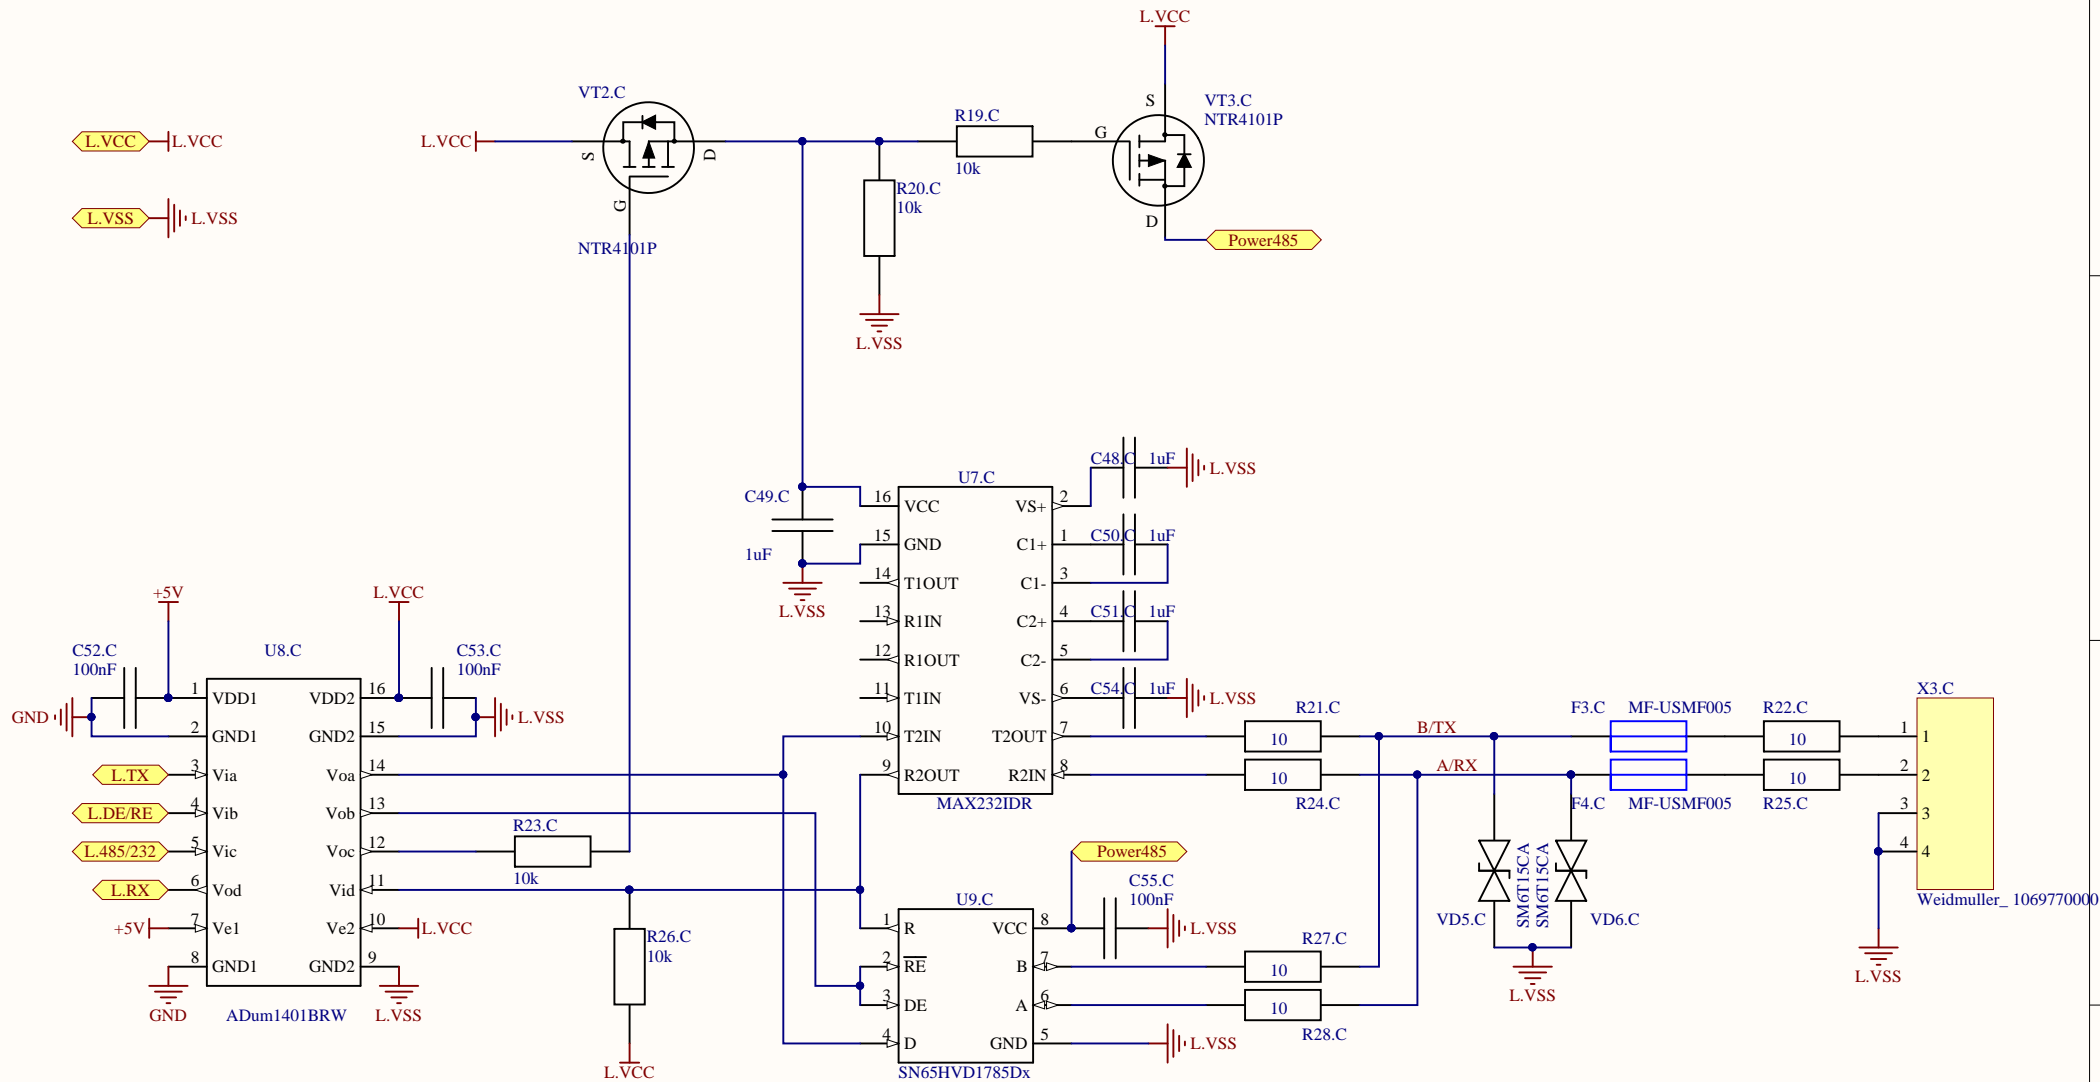 L.VCC
VT2.C
S
VT3.C
NTR4101P
R19.C
G
L.VCC
L.VCC
L.VCC
S
D
10k
R20.C
10k
L.VSS
L.VSS
G
D
NTR4101P
Power485
L.VSS
C48.C
1uF
L.VSS
U7.C
C49.C
1uF
L.VSS
16
VCC
VS+
2
15
GND
C1+
1
C50.C
1uF
14
T1OUT
C1-
3
13
R1IN
C2+
4
C51.C
1uF
12
R1OUT
C2-
5
11
T1IN
VS-
6
C54.C
1uF
L.VSS
10
T2IN
T2OUT
7
9
R2OUT
R2IN
8
MAX232IDR
+5V
L.VCC
C52.C
100nF
U8.C
C53.C
100nF
GND
L.VSS
1
VDD1
VDD2
16
2
GND1
GND2
15
L.TX
3
Via
Voa
14
L.DE/RE
4
Vib
Vob
13
L.485/232
5
Vic
Voc
12
L.RX
6
Vod
Vid
11
+5V
7
Ve1
Ve2
10
L.VCC
8
GND1
GND2
9
GND
ADum1401BRW
L.VSS
R23.C
10k
R26.C
10k
L.VCC
R21.C
10
10
R24.C
B/TX
A/RX
F3.C
MF-USMF005
R22.C
10
F4.C
MF-USMF005
10
R25.C
X3.C
1
1
2
2
3
3
4
4
Weidmuller_ 1069770000
L.VSS
Power485
C55.C
100nF
L.VSS
U9.C
1
R
VCC
8
2
RE
B
7
3
DE
A
6
4
D
GND
5
L.VSS
SN65HVD1785Dx
R27.C
10
10
R28.C
VD5.C
SM6T15CA
SM6T15CA
VD6.C
L.VSS